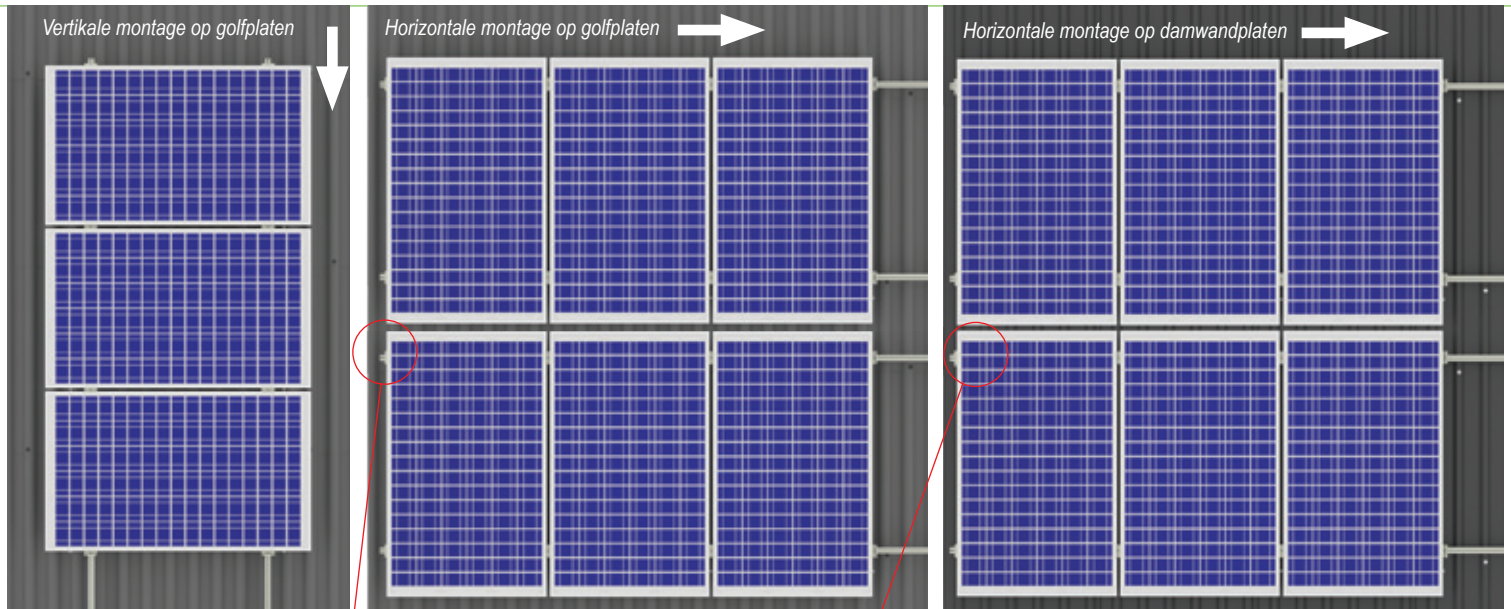 Vertikale montage op golfplaten
Horizontale montage op golfplaten
Horizontale montage op damwandplaten